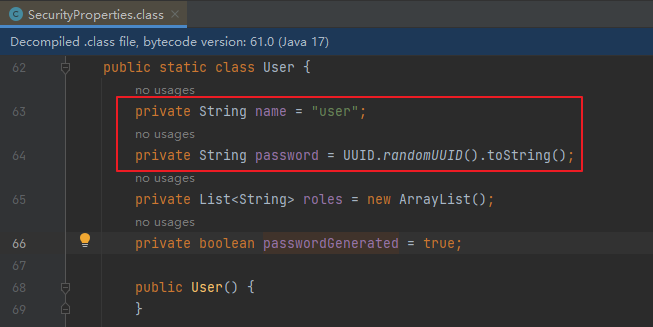 SecurityProperties.class
Decompiled .class file, bytecode version: 61.0 (Java 17)
62 public static class User {
no usages
63 private String name = "user";
no usages
64 private String password = UUID.randomUUID().toString();
no usages
65 private List<String> roles = new ArrayList();
no usages
66 private boolean passwordGenerated = true;
67
68 public User() {
69 }